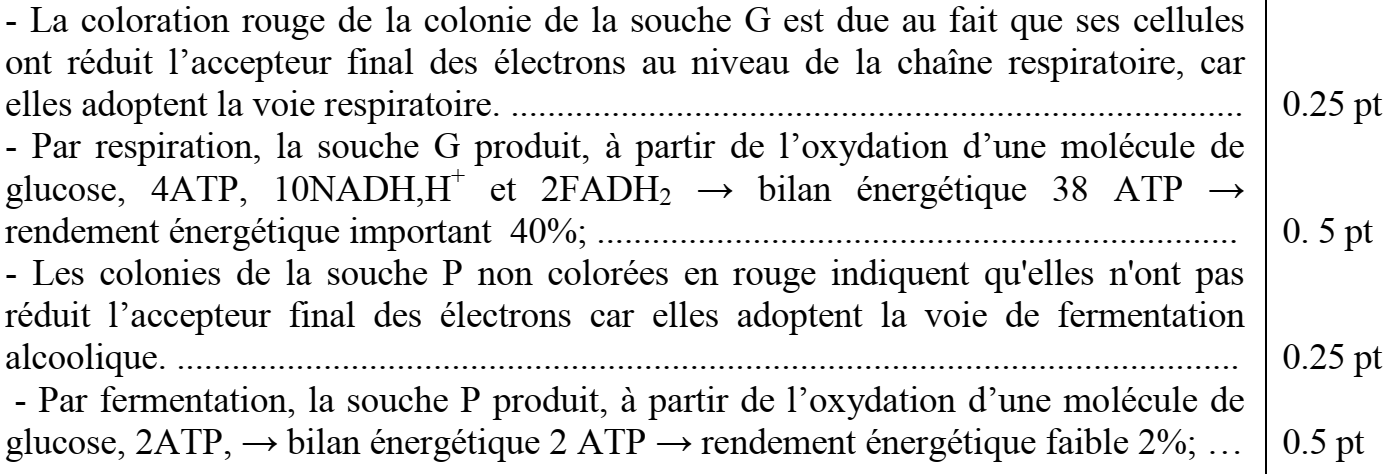 - La coloration rouge de la colonie de la souche G est due au fait que ses cellules
ont réduit l’accepteur final des électrons au niveau de la chaîne respiratoire, car
elles adoptent la voie respiratoire. ......................................................................... 0.25 pt
- Par respiration, la souche G produit, à partir de l’oxydation d’une molécule de
glucose, 4ATP, 10NADH,H⁺ et 2FADH₂ → bilan énergétique 38 ATP →
rendement énergétique important 40%; ................................................................ 0. 5 pt
- Les colonies de la souche P non colorées en rouge indiquent qu'elles n'ont pas
réduit l’accepteur final des électrons car elles adoptent la voie de fermentation
alcoolique. .......................................................................................................... 0.25 pt
- Par fermentation, la souche P produit, à partir de l’oxydation d’une molécule de
glucose, 2ATP, → bilan énergétique 2 ATP → rendement énergétique faible 2%; … 0.5 pt